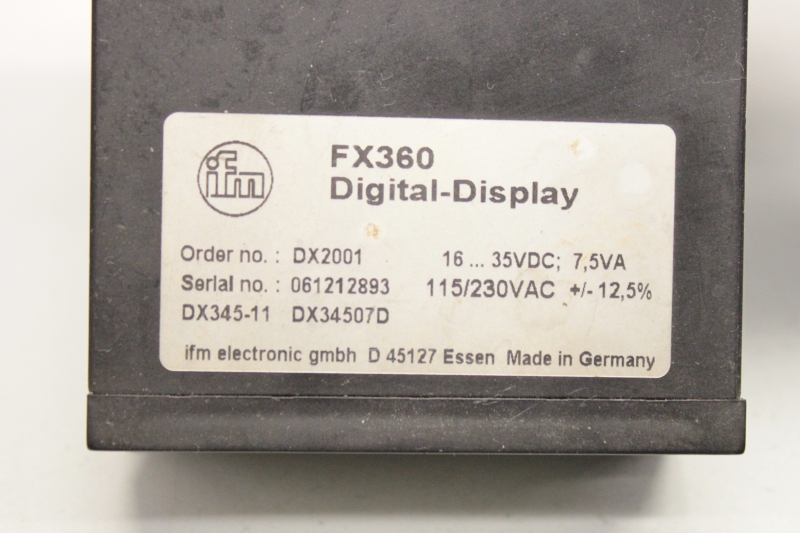 ifm
FX360
Digital-Display
Order no. : DX2001 16 ... 35VDC; 7,5VA
Serial no. : 061212893 115/230VAC +/- 12,5%
DX345-11 DX34507D
ifm electronic gmbh D 45127 Essen Made in Germany